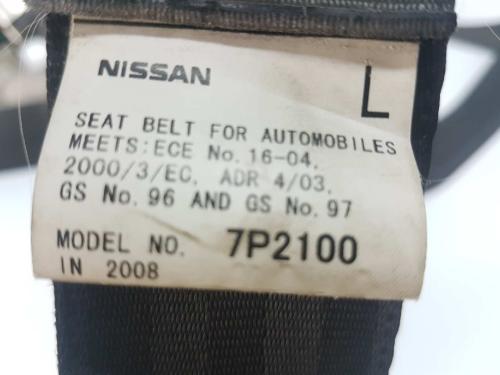 NISSAN
L
SEAT BELT FOR AUTOMOBILES
MEETS:ECE No. 16-04.
2000/3/EC. ADR 4/03.
GS No. 96 AND GS No. 97
MODEL NO. 7P2100
IN 2008